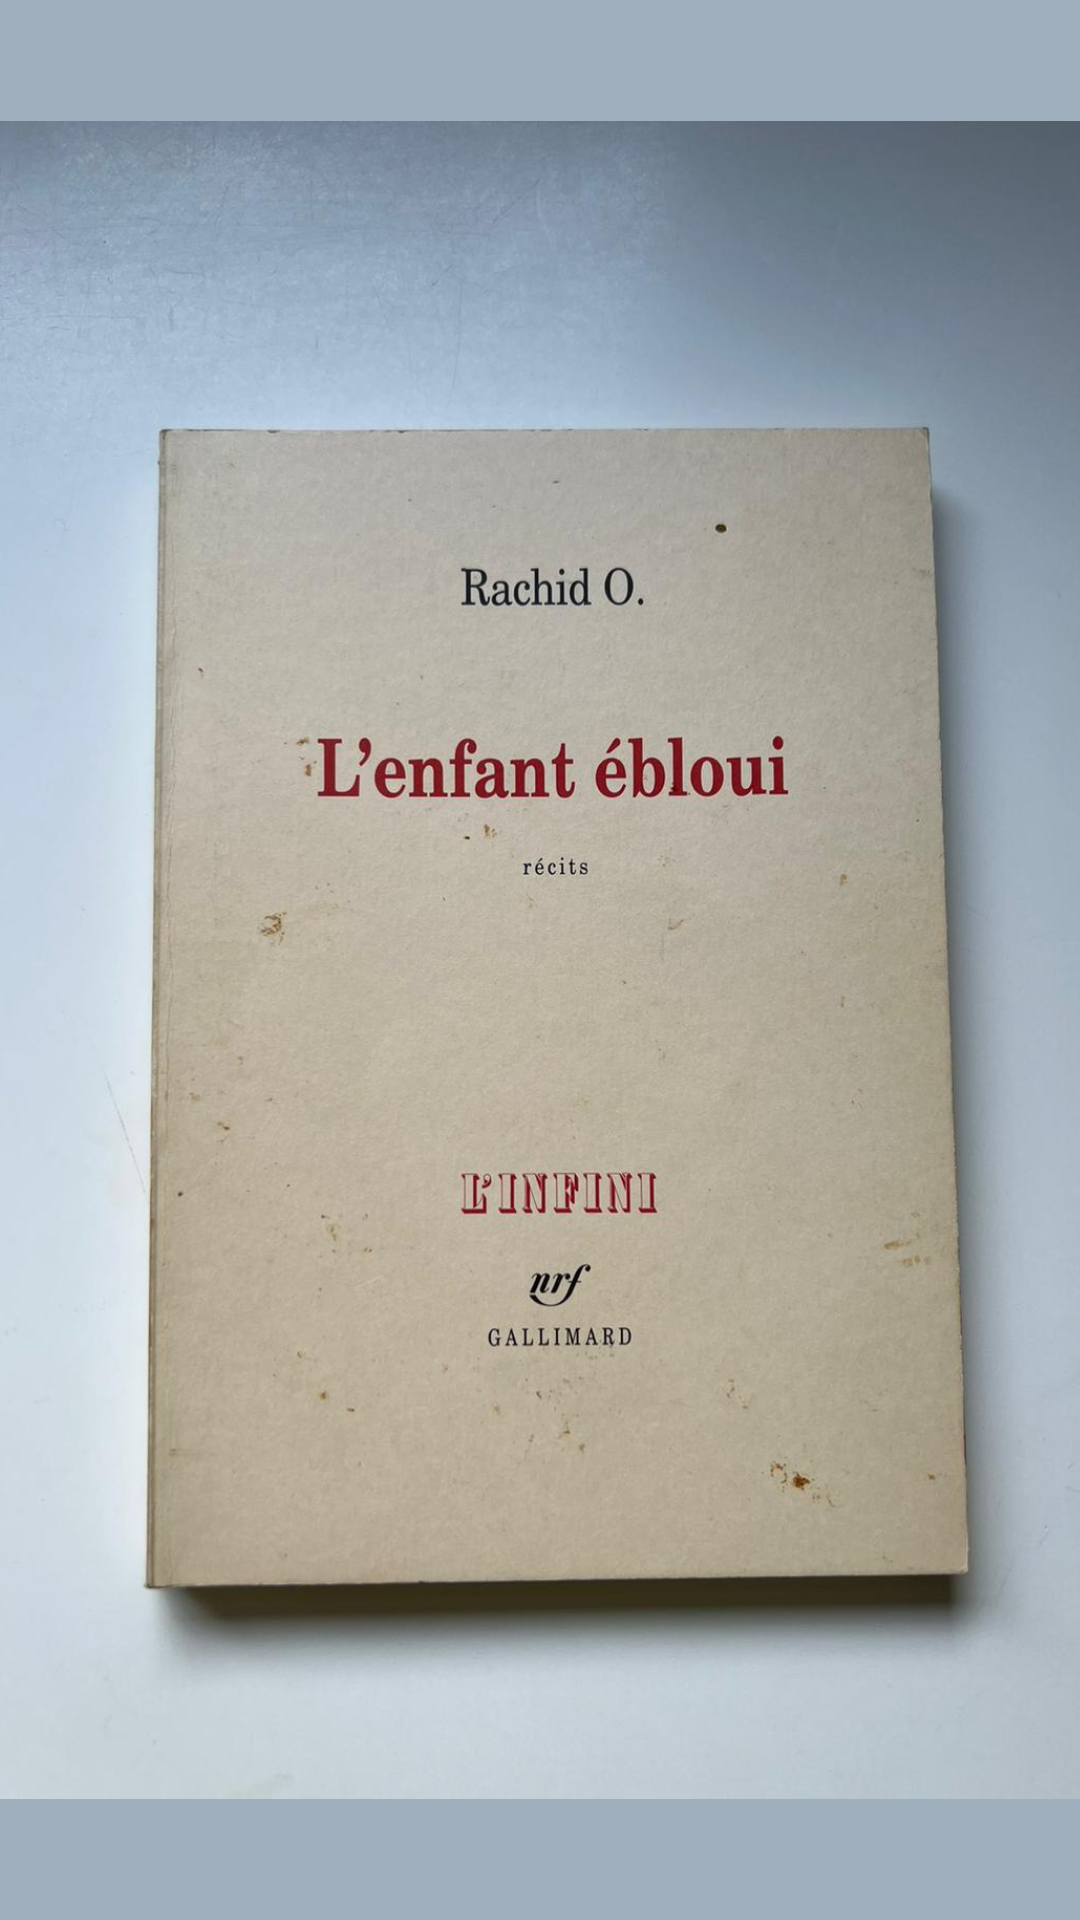 Rachid O.
L'enfant ébloui
récits
L'INFINI
nrf
GALLIMARD